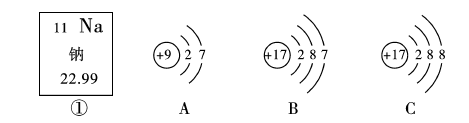 11 Na
钠
22.99
①
+9 2 7
A
+17 2 8 7
B
+17 2 8 8
C